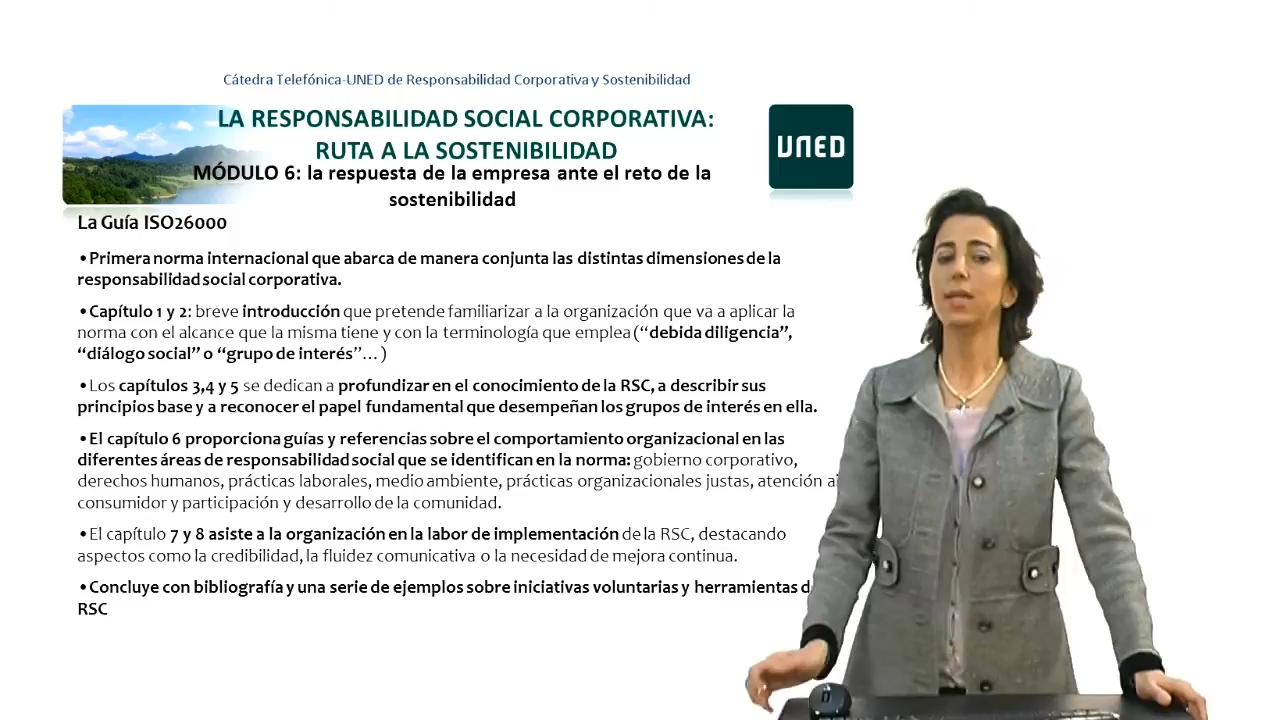 Cátedra Telefónica-UNED de Responsabilidad Corporativa y Sostenibilidad
LA RESPONSABILIDAD SOCIAL CORPORATIVA:
RUTA A LA SOSTENIBILIDAD
UNED
MÓDULO 6: la respuesta de la empresa ante el reto de la
sostenibilidad
La Guía ISO26000
•Primera norma internacional que abarca de manera conjunta las distintas dimensiones de la
responsabilidad social corporativa.
•Capítulo 1 y 2: breve introducción que pretende familiarizar a la organización que va a aplicar la
norma con el alcance que la misma tiene y con la terminología que emplea (“debida diligencia”,
“diálogo social” o “grupo de interés”…)
•Los capítulos 3,4 y 5 se dedican a profundizar en el conocimiento de la RSC, a describir sus
principios base y a reconocer el papel fundamental que desempeñan los grupos de interés en ella.
•El capítulo 6 proporciona guías y referencias sobre el comportamiento organizacional en las
diferentes áreas de responsabilidad social que se identifican en la norma: gobierno corporativo,
derechos humanos, prácticas laborales, medio ambiente, prácticas organizacionales justas, atención al
consumidor y participación y desarrollo de la comunidad.
•El capítulo 7 y 8 asiste a la organización en la labor de implementación de la RSC, destacando
aspectos como la credibilidad, la fluidez comunicativa o la necesidad de mejora continua.
•Concluye con bibliografía y una serie de ejemplos sobre iniciativas voluntarias y herramientas
RSC